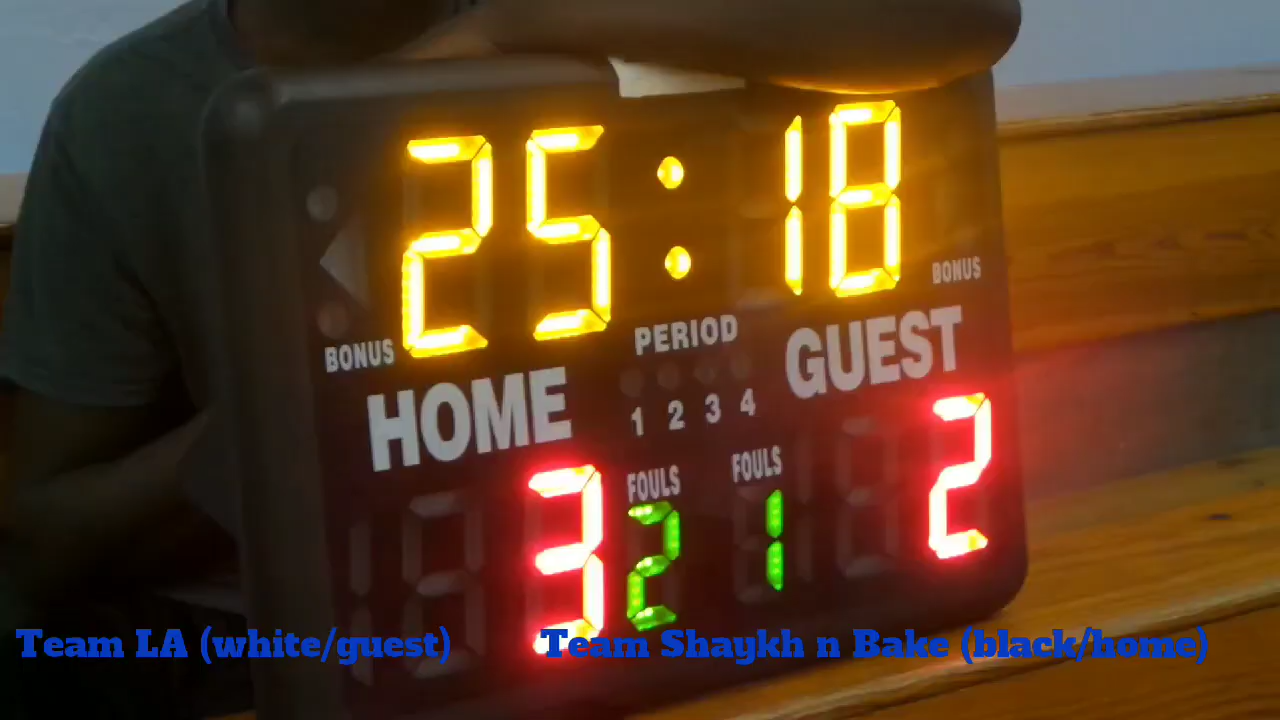 25:18
BONUS PERIOD BONUS
HOME 1 2 3 4 GUEST
FOULS FOULS
3 2 1 2
Team LA (white/guest) Team Shaykh n Bake (black/home)